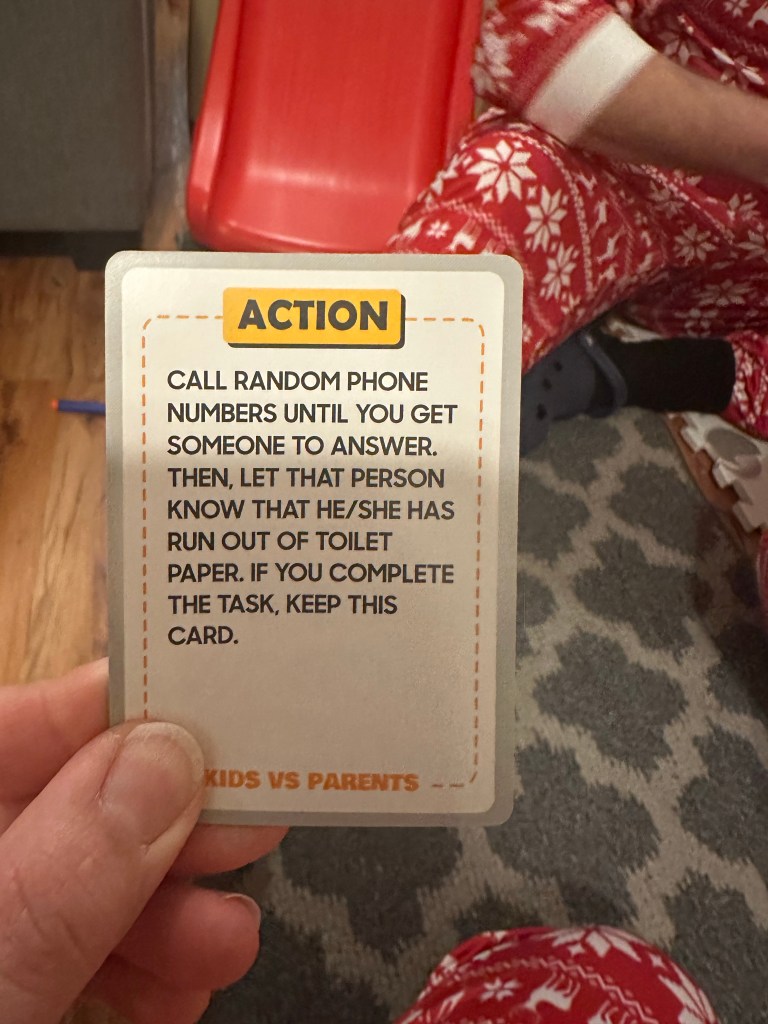 ACTION
CALL RANDOM PHONE
NUMBERS UNTIL YOU GET
SOMEONE TO ANSWER.
THEN, LET THAT PERSON
KNOW THAT HE/SHE HAS
RUN OUT OF TOILET
PAPER. IF YOU COMPLETE
THE TASK, KEEP THIS
CARD.
KIDS VS PARENTS